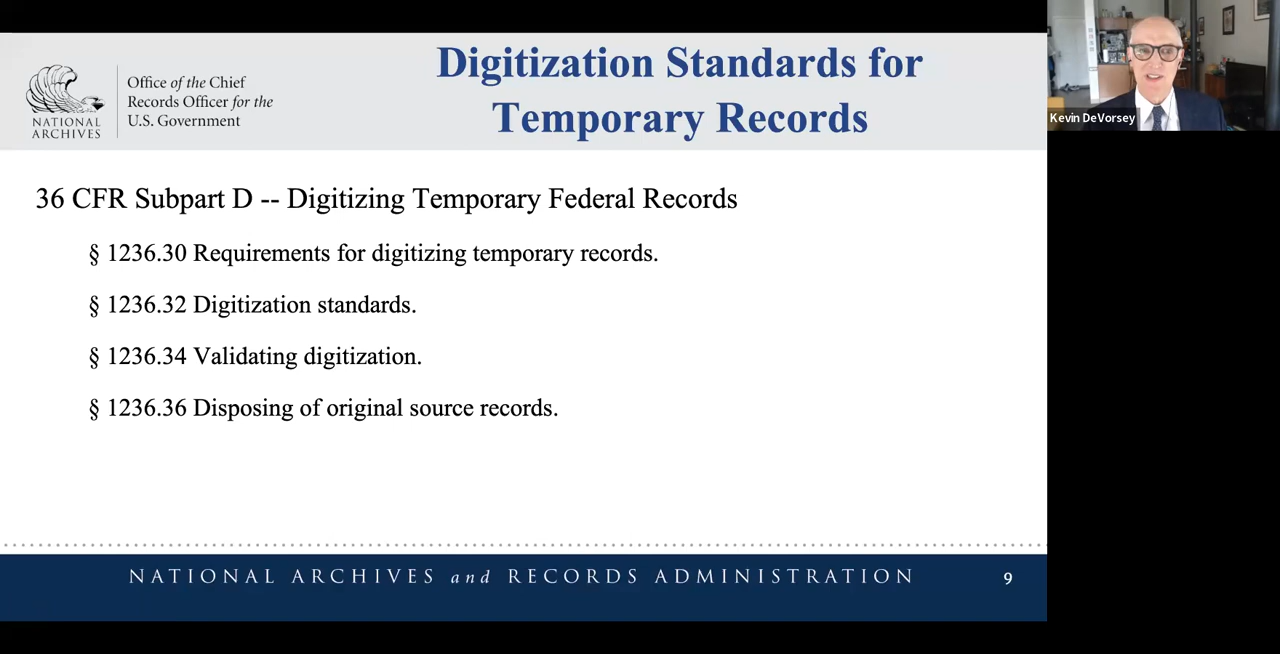 Digitization Standards for
Temporary Records
NATIONAL
ARCHIVES
Office of the Chief
Records Officer for the
U.S. Government
Kevin DeVorsey
36 CFR Subpart D -- Digitizing Temporary Federal Records
§ 1236.30 Requirements for digitizing temporary records.
§ 1236.32 Digitization standards.
§ 1236.34 Validating digitization.
§ 1236.36 Disposing of original source records.
NATIONAL ARCHIVES and RECORDS ADMINISTRATION
9